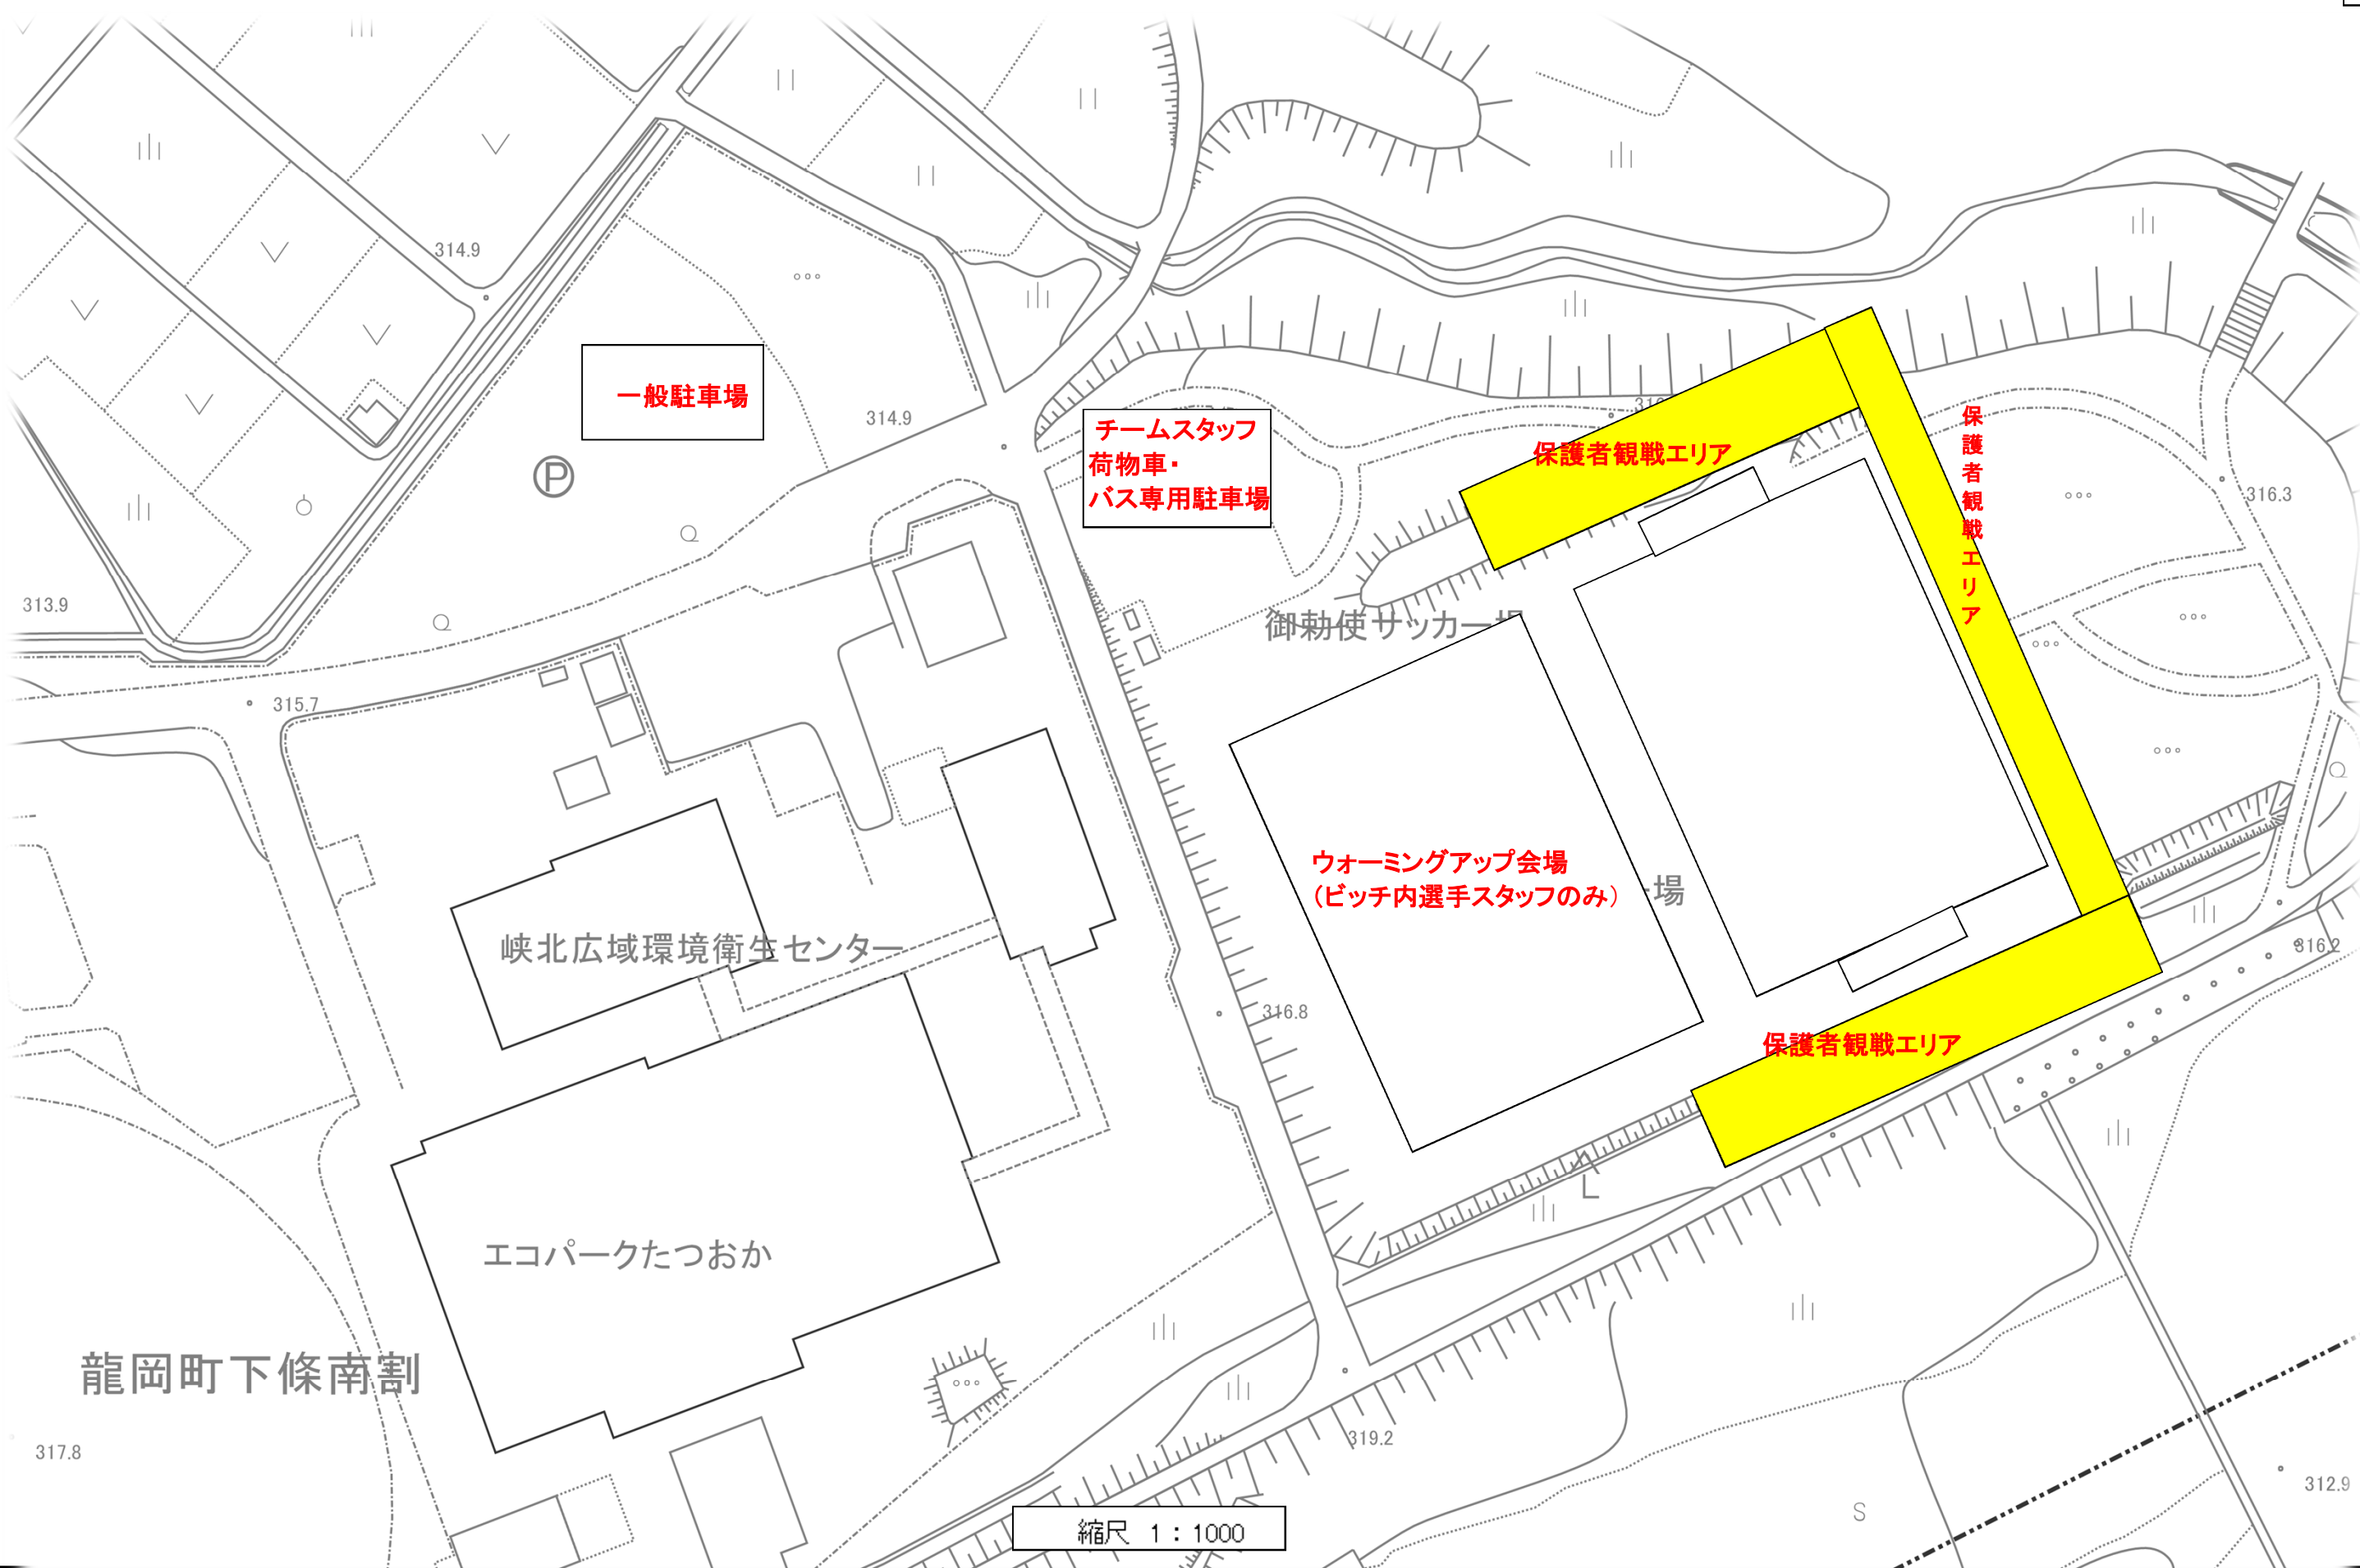 314.9
一般駐車場
314.9
Ⓟ
チームスタッフ
荷物車・
バス専用駐車場
保護者観戦エリア
保護者観戦エリア
316.3
313.9
御勅使サッカー場
315.7
ウォーミングアップ会場
（ビッチ内選手スタッフのみ）
場
峡北広域環境衛生センター
316.2
316.8
保護者観戦エリア
エコパークたつおか
龍岡町下條南割
317.8
319.2
312.9
S
縮尺 1：1000